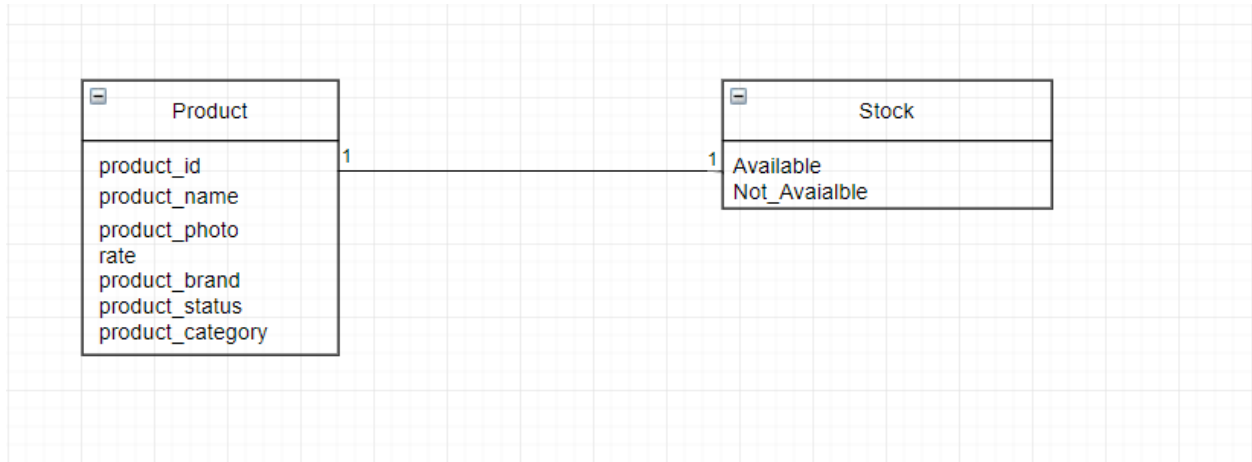 Product
product_id
product_name
product_photo
rate
product_brand
product_status
product_category
1
1
Stock
Available
Not_Avaialble